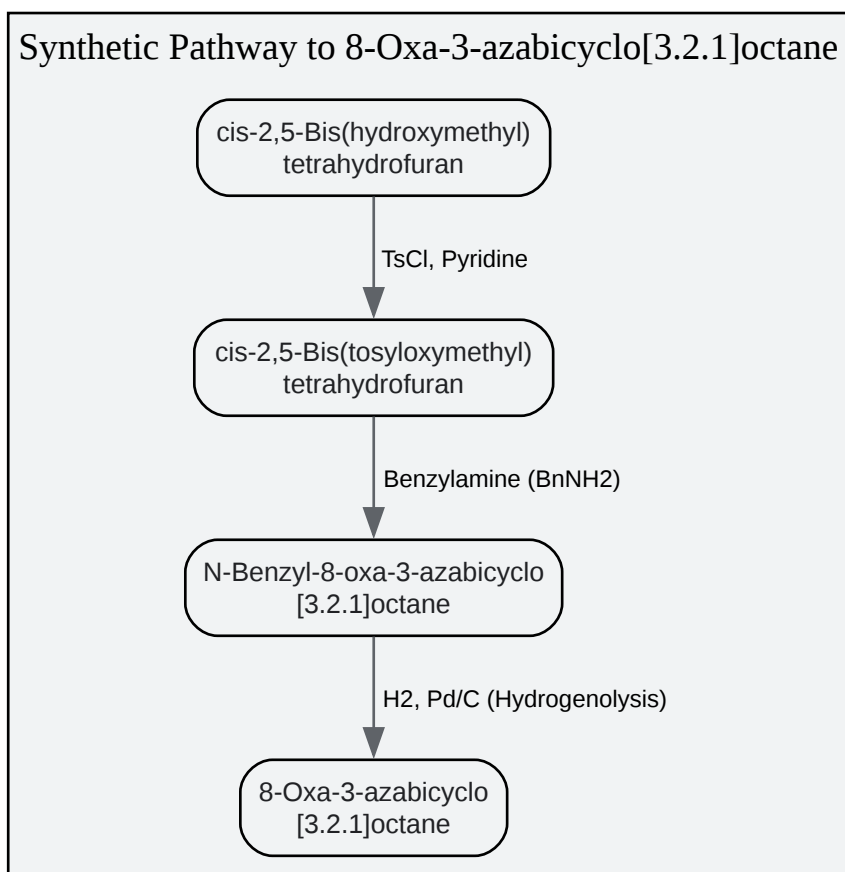 Synthetic Pathway to 8-Oxa-3-azabicyclo[3.2.1]octane
cis-2,5-Bis(hydroxymethyl)
tetrahydrofuran
TsCl, Pyridine
cis-2,5-Bis(tosyloxymethyl)
tetrahydrofuran
Benzylamine (BnNH2)
N-Benzyl-8-oxa-3-azabicyclo
[3.2.1]octane
H2, Pd/C (Hydrogenolysis)
8-Oxa-3-azabicyclo
[3.2.1]octane